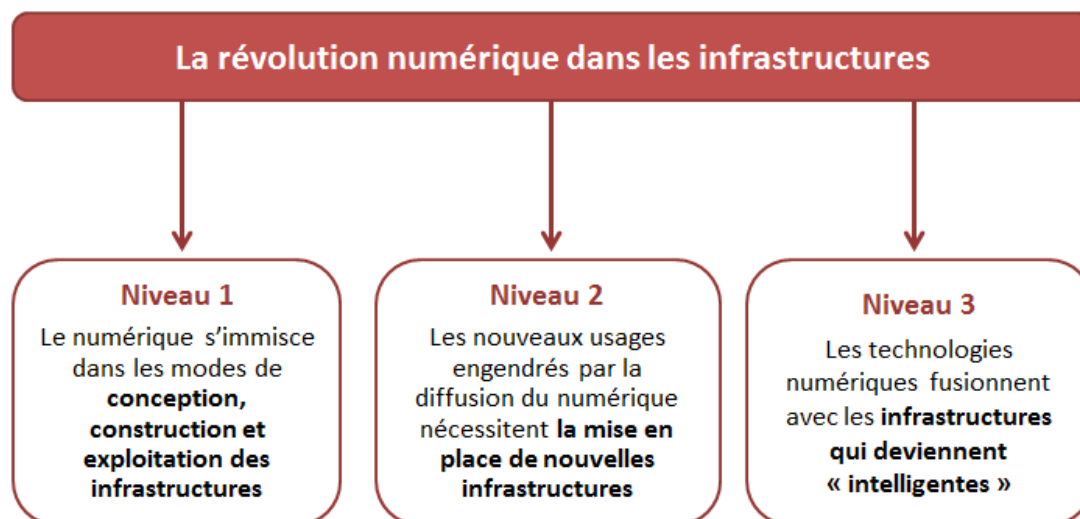 La révolution numérique dans les infrastructures
Niveau 1
Le numérique s’immisce
dans les modes de
conception,
construction et
exploitation des
infrastructures
Niveau 2
Les nouveaux usages
engendrés par la
diffusion du numérique
nécessitent la mise en
place de nouvelles
infrastructures
Niveau 3
Les technologies
numériques fusionnent
avec les infrastructures
qui deviennent
« intelligentes »